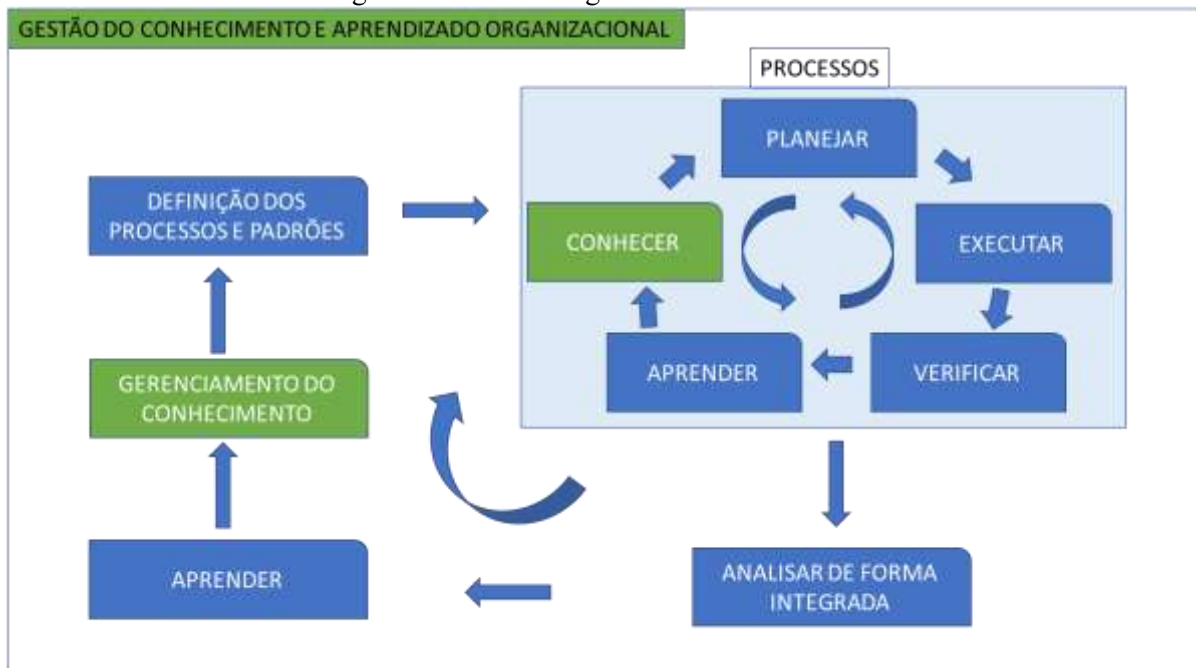 GESTÃO DO CONHECIMENTO E APRENDIZADO ORGANIZACIONAL
PROCESSOS
PLANEJAR
DEFINIÇÃO DOS
PROCESSOS E PADRÕES
CONHECER
EXECUTAR
APRENDER
VERIFICAR
GERENCIAMENTO DO
CONHECIMENTO
APRENDER
ANALISAR DE FORMA
INTEGRADA